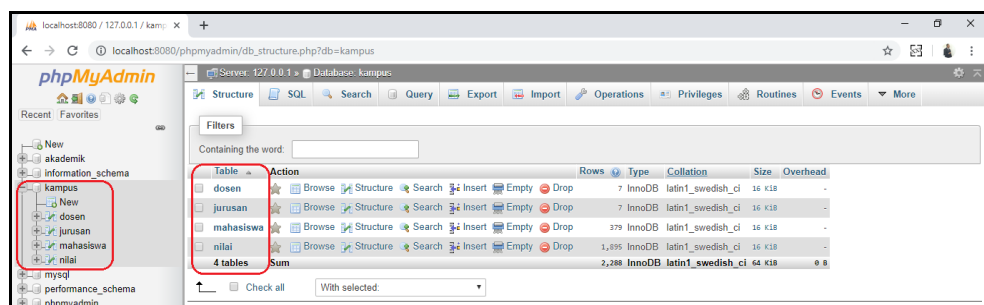 localhost:8080 / 127.0.0.1 / kamp
localhost:8080/phpmyadmin/db_structure.php?db=kampus
phpMyAdmin
Recent Favorites
New
akademik
information_schema
kampus
New
dosen
jurusan
mahasiswa
nilai
mysql
performance_schema
phpmyadmin
Server: 127.0.0.1 » Database: kampus
Structure SQL Search Query Export Import Operations Privileges Routines Events More
Filters
Containing the word:
Table Action Rows Type Collation Size Overhead
dosen Browse Structure Search Insert Empty Drop 7 InnoDB latin1_swedish_ci 16 KiB -
jurusan Browse Structure Search Insert Empty Drop 7 InnoDB latin1_swedish_ci 16 KiB -
mahasiswa Browse Structure Search Insert Empty Drop 379 InnoDB latin1_swedish_ci 16 KiB -
nilai Browse Structure Search Insert Empty Drop 1,895 InnoDB latin1_swedish_ci 16 KiB -
4 tables Sum 2,288 InnoDB latin1_swedish_ci 64 KiB 0 B
Check all With selected: